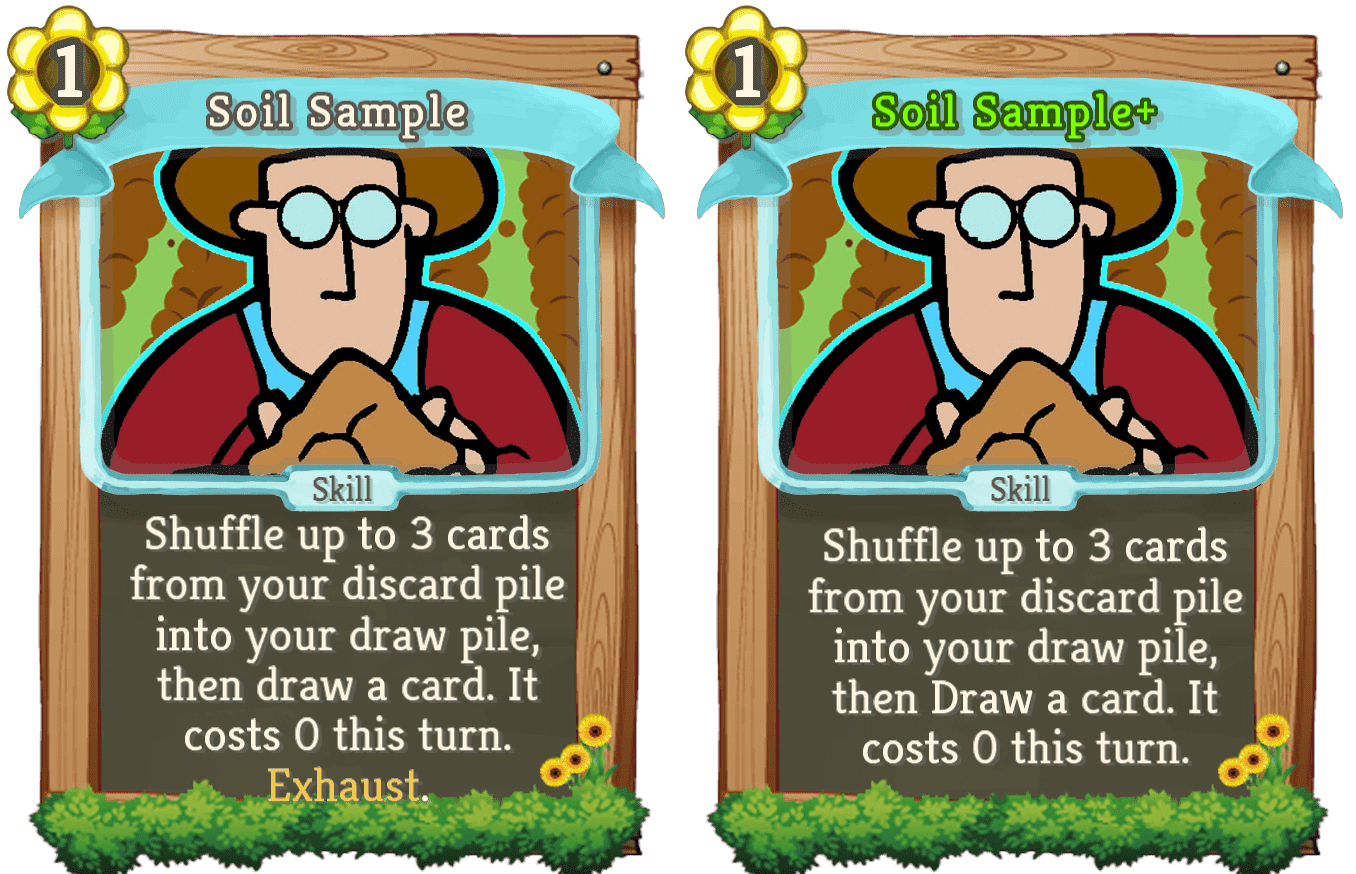 1
Soil Sample
Skill
Shuffle up to 3 cards
from your discard pile
into your draw pile,
then draw a card. It
costs 0 this turn.
Exhaust.
1
Soil Sample+
Skill
Shuffle up to 3 cards
from your discard pile
into your draw pile,
then Draw a card. It
costs 0 this turn.